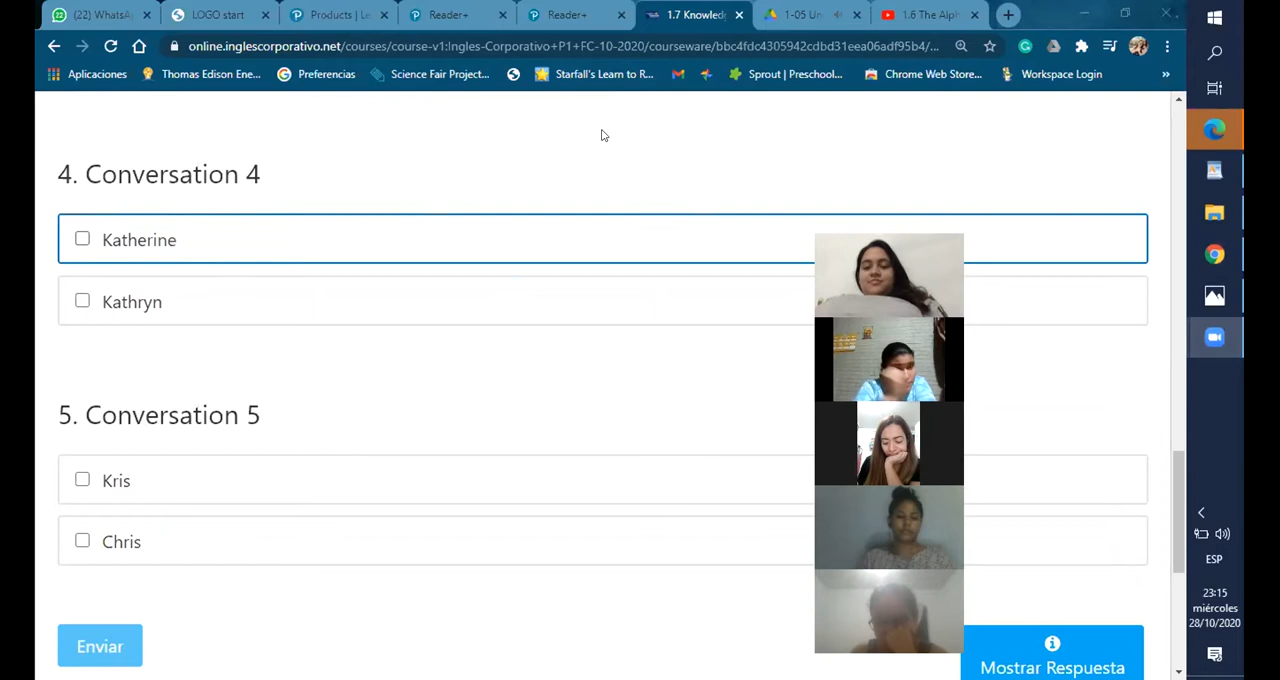 (22) WhatsA
LOGO start
Products | Le
Reader+
Reader+
1.7 Knowled
1-05 Un
1.6 The Alph
online.inglescorporativo.net/courses/course-v1:Ingles-Corporativo+P1+FC-10-2020/courseware/bbc4fdc4305942cdbd31eea06adf95b4/...
Aplicaciones
Thomas Edison Ene...
Preferencias
Science Fair Project...
Starfall's Learn to R...
Sprout | Preschool...
Chrome Web Store...
Workspace Login
»
4. Conversation 4
Katherine
Kathryn
5. Conversation 5
Kris
Chris
Enviar
Mostrar Respuesta
ESP
23:15
miércoles
28/10/2020